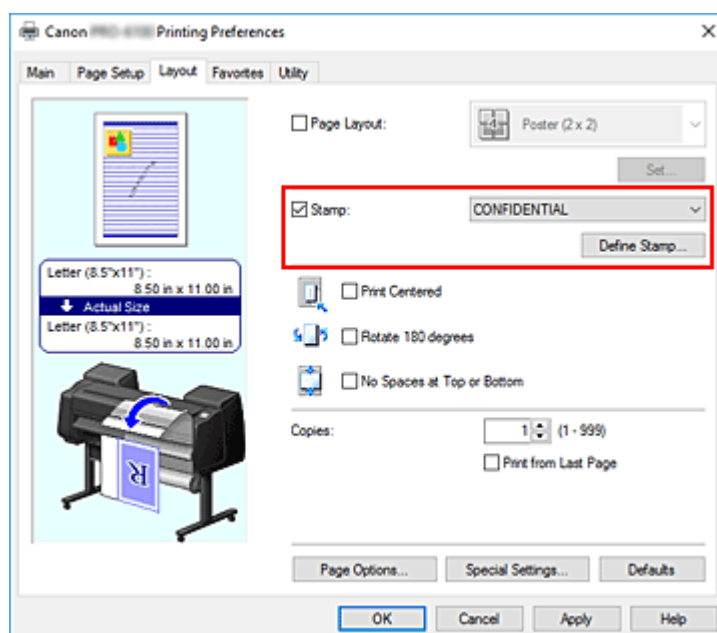 Canon Printing Preferences
Main Page Setup Layout Favorites Utility
Page Layout: Poster (2 x 2)
Set...
Stamp: CONFIDENTIAL
Define Stamp...
Letter (8.5"x11") :
8.50 in x 11.00 in
Actual Size
Letter (8.5"x11") :
8.50 in x 11.00 in
Print Centered
Rotate 180 degrees
No Spaces at Top or Bottom
Copies: 1 (1 - 999)
Print from Last Page
R
Page Options... Special Settings... Defaults
OK Cancel Apply Help